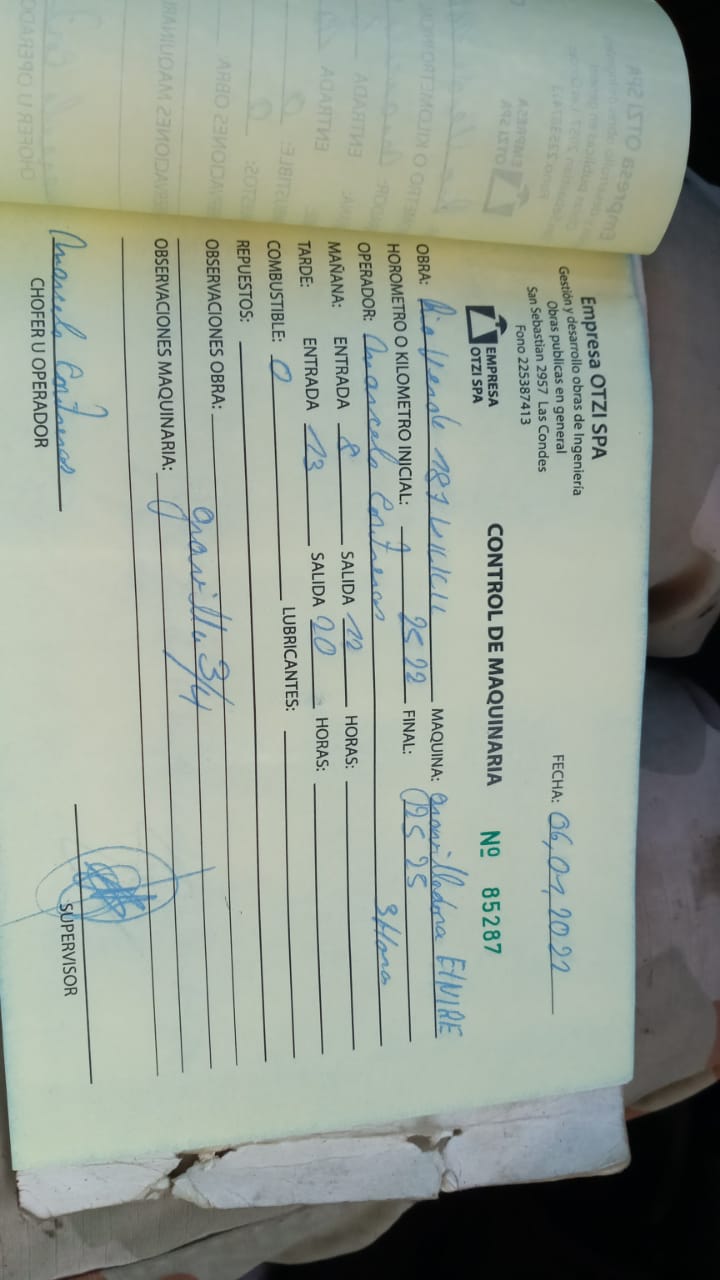 Empresa OTZI SPA
Gestión y desarrollo obras de Ingeniería
Obras publicas en general
San Sebastian 2957 Las Condes
Fono 225387413
EMPRESA
OTZI SPA
FECHA: 06,01,2022
CONTROL DE MAQUINARIA Nº 85287
OBRA: Rio Verde 187 MAQUINA: gravilladora
HOROMETRO O KILOMETRO INICIAL: 2522 FINAL: 2525
OPERADOR: Marcelo Contreras 3 Hora
MAÑANA: ENTRADA 8 SALIDA 12 HORAS:
TARDE: ENTRADA 13 SALIDA 20 HORAS:
COMBUSTIBLE: 0 LUBRICANTES:
REPUESTOS:
OBSERVACIONES OBRA:
gravilla 3/4
OBSERVACIONES MAQUINARIA:
Marcelo Contreras
CHOFER U OPERADOR
SUPERVISOR